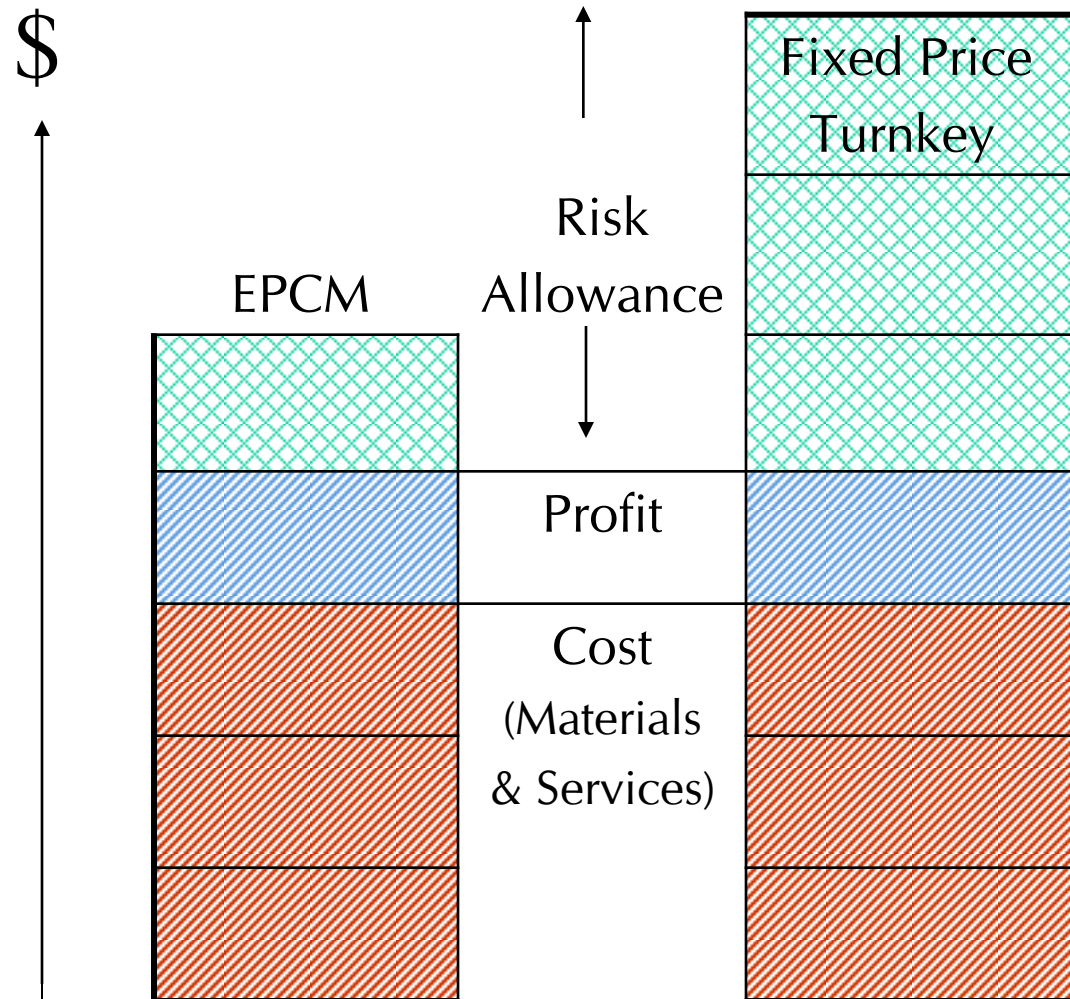 $
Fixed Price
Turnkey
Risk
Allowance
EPCM
Profit
Cost
(Materials
& Services)